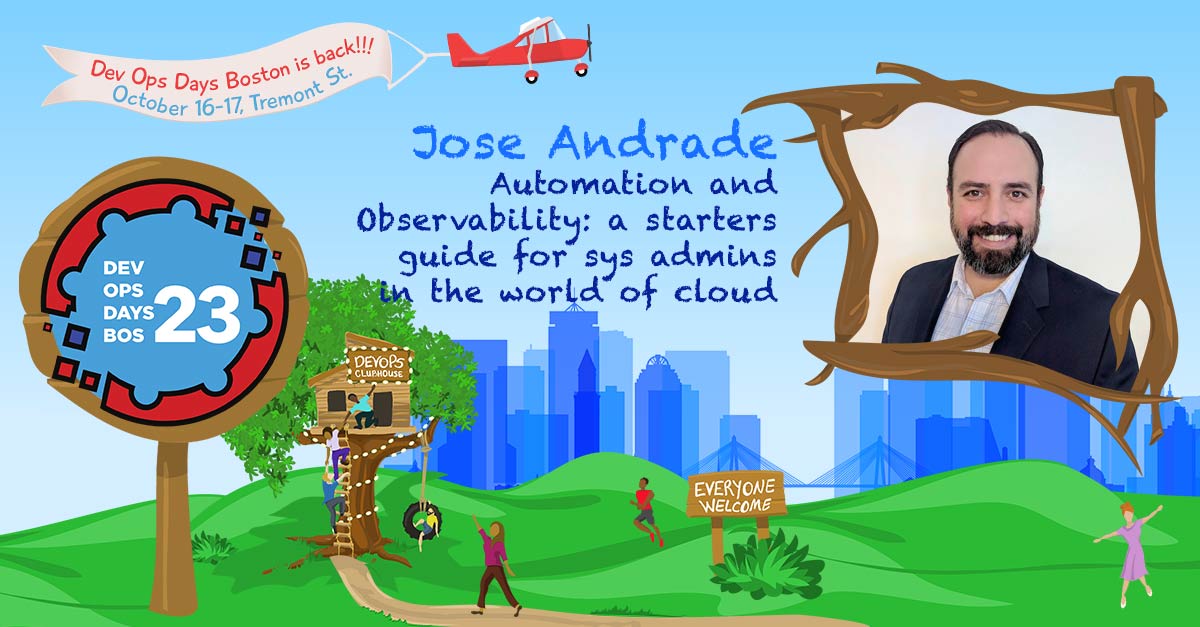 Dev Ops Days Boston is back!!!
October 16-17, Tremont St.
Jose Andrade
Automation and
Observability: a starters
guide for sys admins
in the world of cloud
DEV
OPS
DAYS
BOS
23
DEVOPS
CLUPHOUSE
EVERYONE
WELCOME